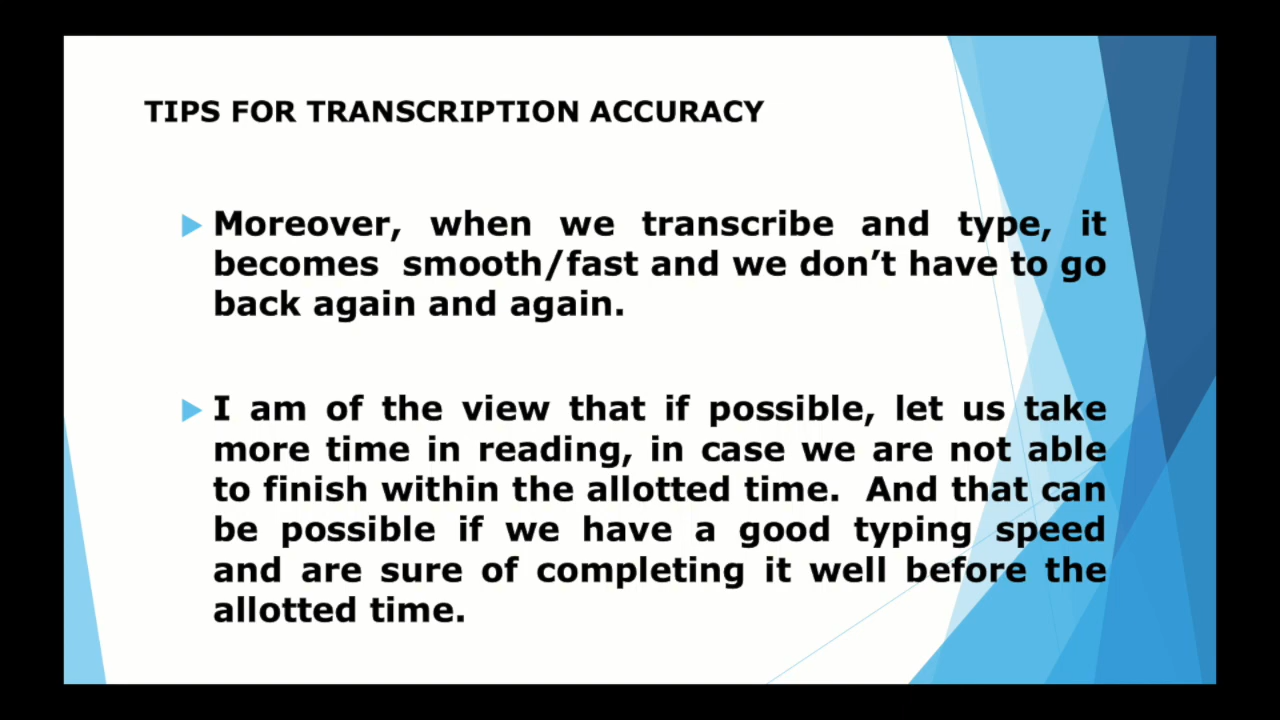 TIPS FOR TRANSCRIPTION ACCURACY
Moreover, when we transcribe and type, it
becomes smooth/fast and we don’t have to go
back again and again.
I am of the view that if possible, let us take
more time in reading, in case we are not able
to finish within the allotted time. And that can
be possible if we have a good typing speed
and are sure of completing it well before the
allotted time.